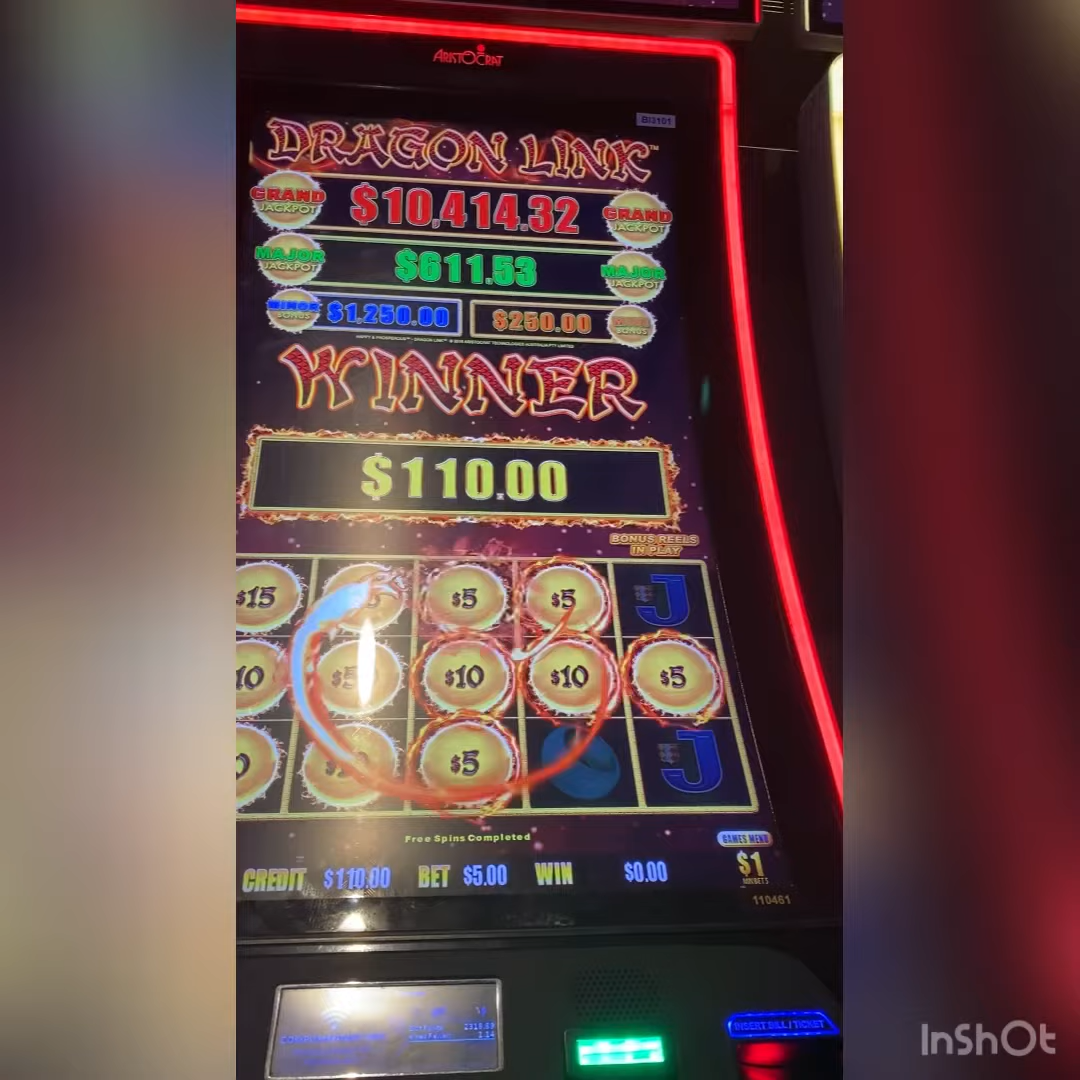 ARISTOCRAT
BI3101
DRAGON LINK™
GRAND JACKPOT $10,414.32 GRAND JACKPOT
MAJOR JACKPOT $611.53 MAJOR JACKPOT
MINOR BONUS $1,250.00 $250.00 BONUS
WINNER
$110.00
BONUS REELS
IN PLAY
$15 $5 $5 J
10 $5 $10 $10 $5
$5 J
Free Spins Completed
GAMES MENU
CREDIT $110.00 BET $5.00 WIN $0.00 $1
110461
INSERT BILL / TICKET
InShOt